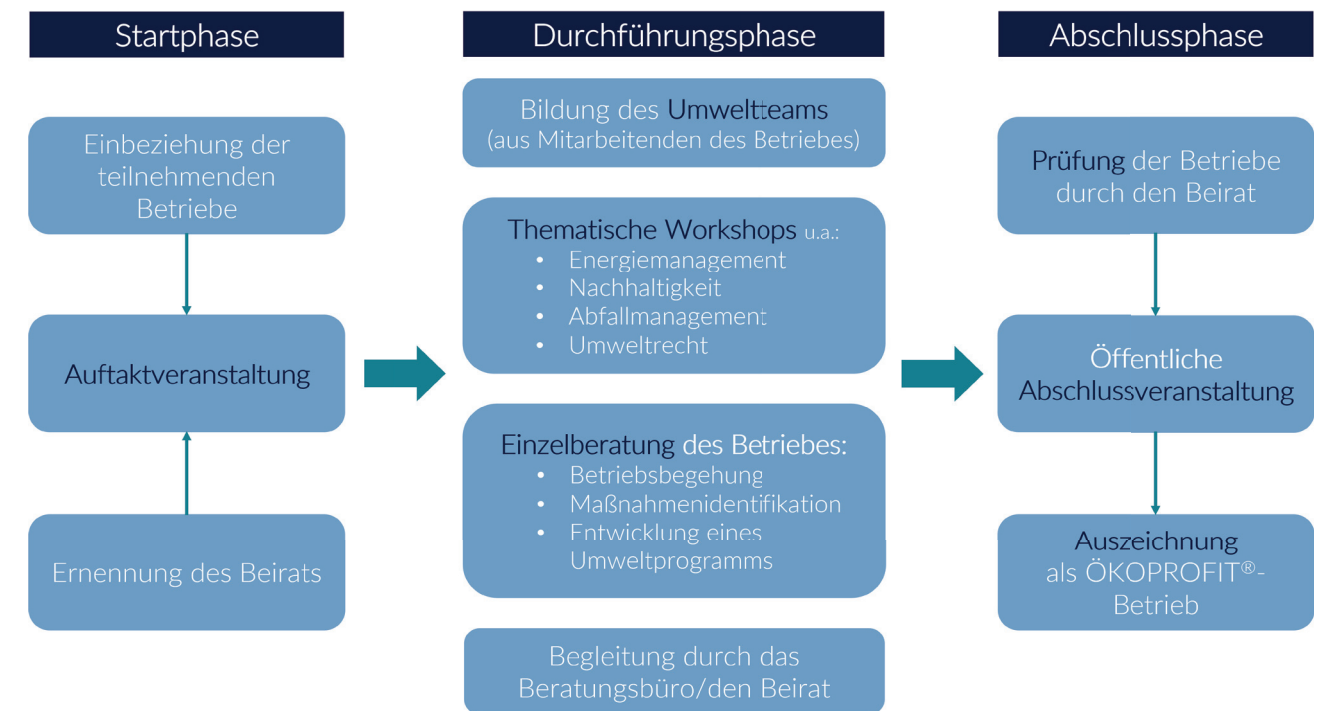 Startphase
Einbeziehung der
teilnehmenden
Betriebe
Auftaktveranstaltung
Ernennung des Beirats
Durchführungsphase
Bildung des Umweltteams
(aus Mitarbeitenden des Betriebes)
Thematische Workshops u.a.:
• Energiemanagement
• Nachhaltigkeit
• Abfallmanagement
• Umweltrecht
Einzelberatung des Betriebes:
• Betriebsbegehung
• Maßnahmenidentifikation
• Entwicklung eines
Umweltprogramms
Begleitung durch das
Beratungsbüro/den Beirat
Abschlussphase
Prüfung der Betriebe
durch den Beirat
Öffentliche
Abschlussveranstaltung
Auszeichnung
als ÖKOPROFIT®-
Betrieb